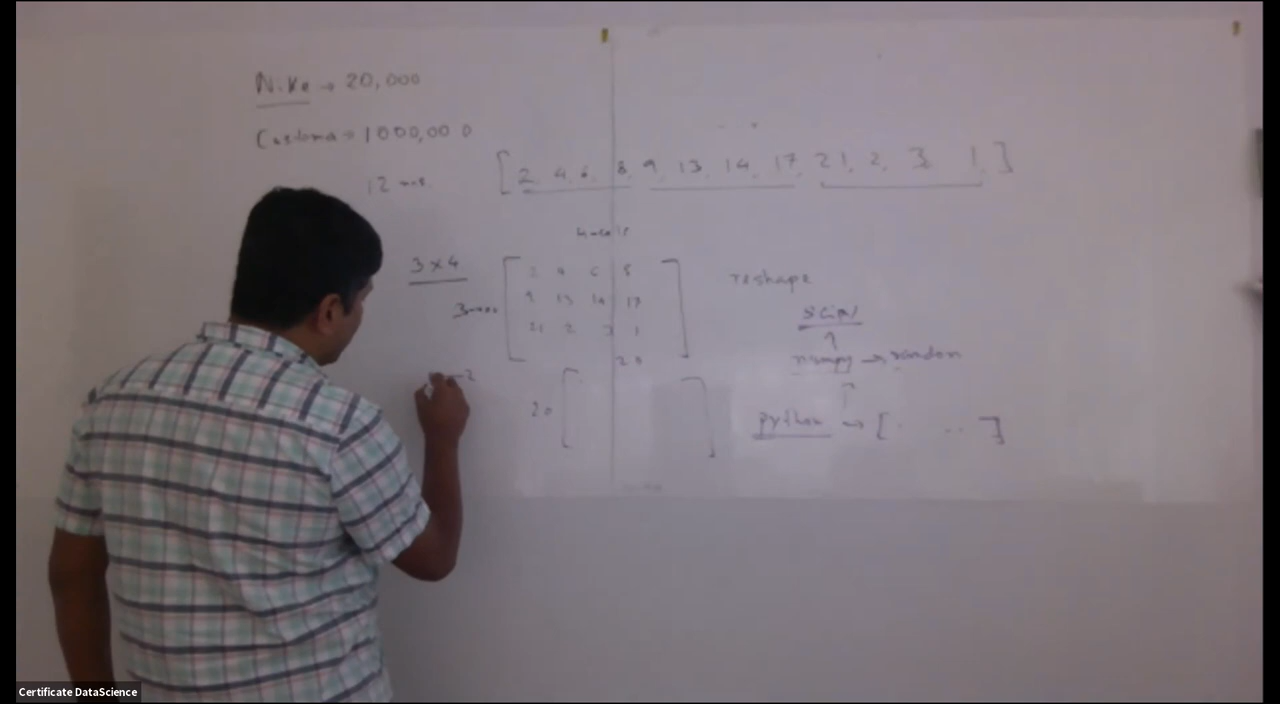 Nike → 20,000
Customa → 1000,000
12
[2, 4, 6, 8, 9, 13, 14, 17, 21, 2, 3, 1,]
3×4
2 4 6 8
3 rows 9 13 14 17
21 2 3 1
20
20
reshape
scipy
numpy → random
python → [ . . . ]
Certificate DataScience